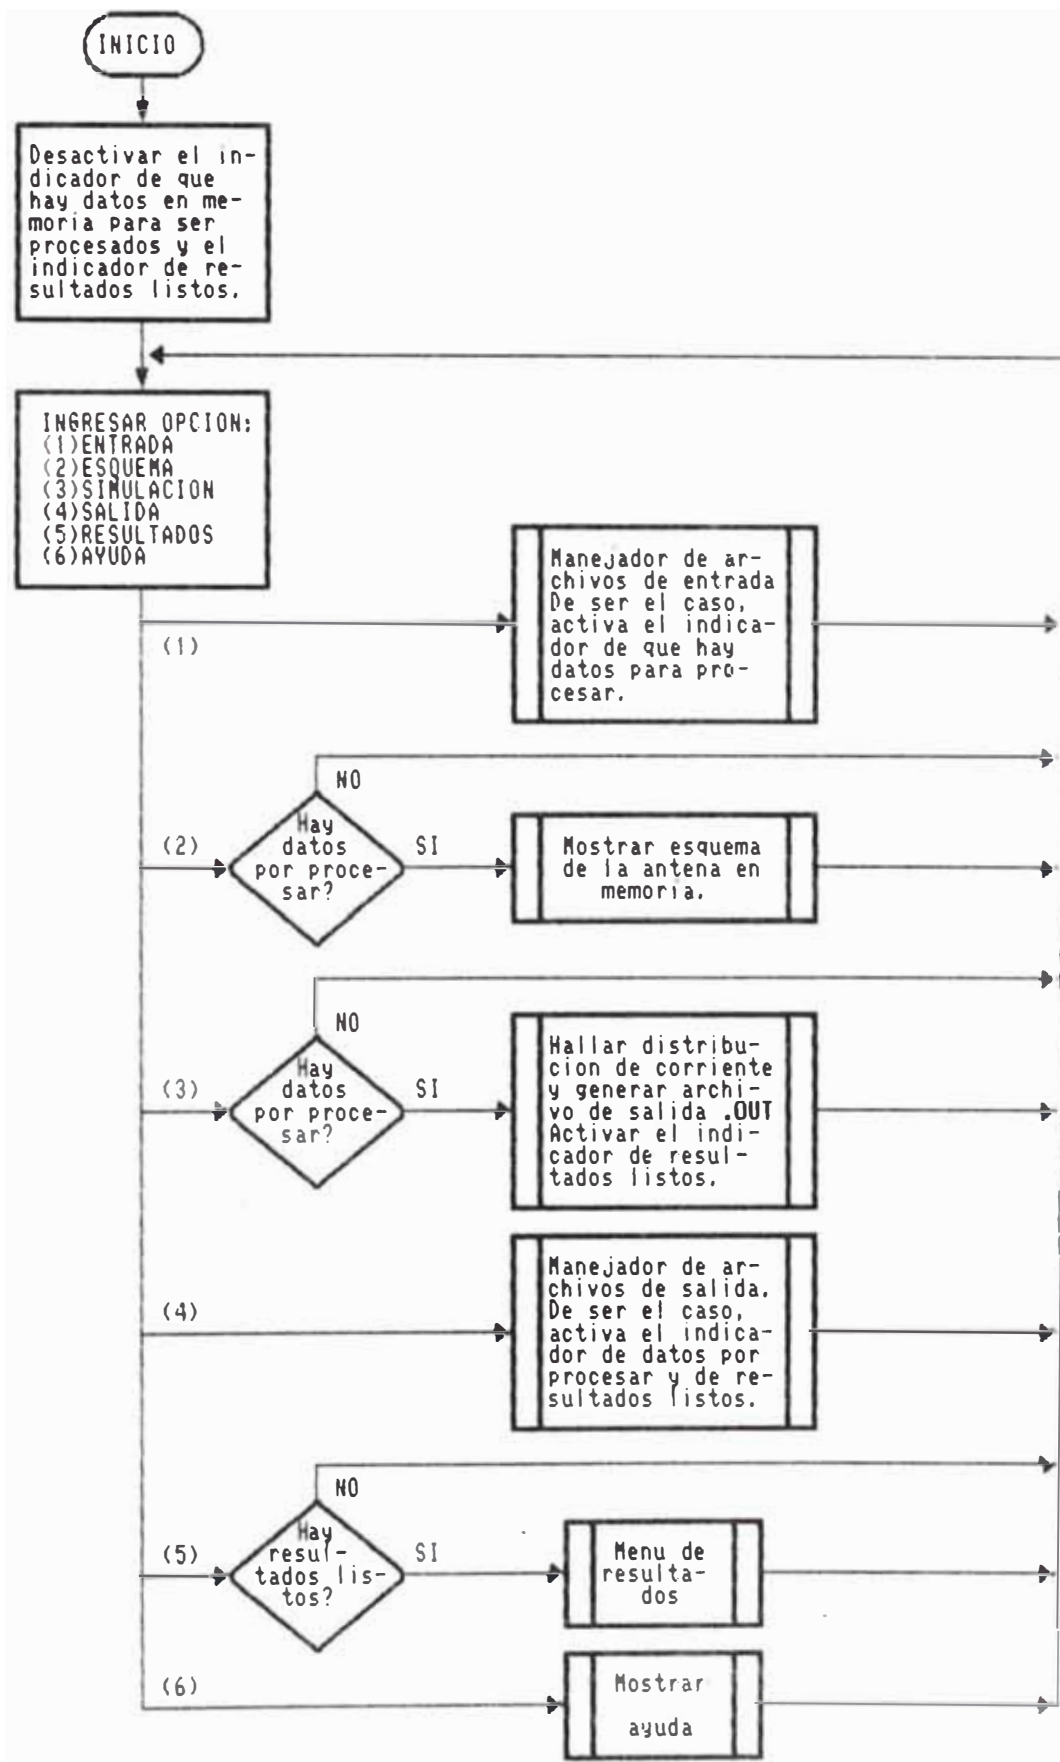 INICIO
Desactivar el in-
dicador de que
hay datos en me-
moria para ser
procesados y el
indicador de re-
sultados listos.
INGRESAR OPCION:
(1)ENTRADA
(2)ESQUEMA
(3)SIMULACION
(4)SALIDA
(5)RESULTADOS
(6)AYUDA
(1)
Manejador de ar-
chivos de entrada
De ser el caso,
activa el indica-
dor de que hay
datos para pro-
cesar.
NO
(2)
Hay
datos
por proce-
sar?
SI
Mostrar esquema
de la antena en
memoria.
NO
(3)
Hay
datos
por proce-
sar?
SI
Hallar distribu-
cion de corriente
y generar archi-
vo de salida .OUT
Activar el indi-
cador de resul-
tados listos.
(4)
Manejador de ar-
chivos de salida.
De ser el caso,
activa el indica-
dor de datos por
procesar y de re-
sultados listos.
NO
(5)
Hay
resul-
tados lis-
tos?
SI
Menu de
resulta-
dos
(6)
Mostrar
ayuda